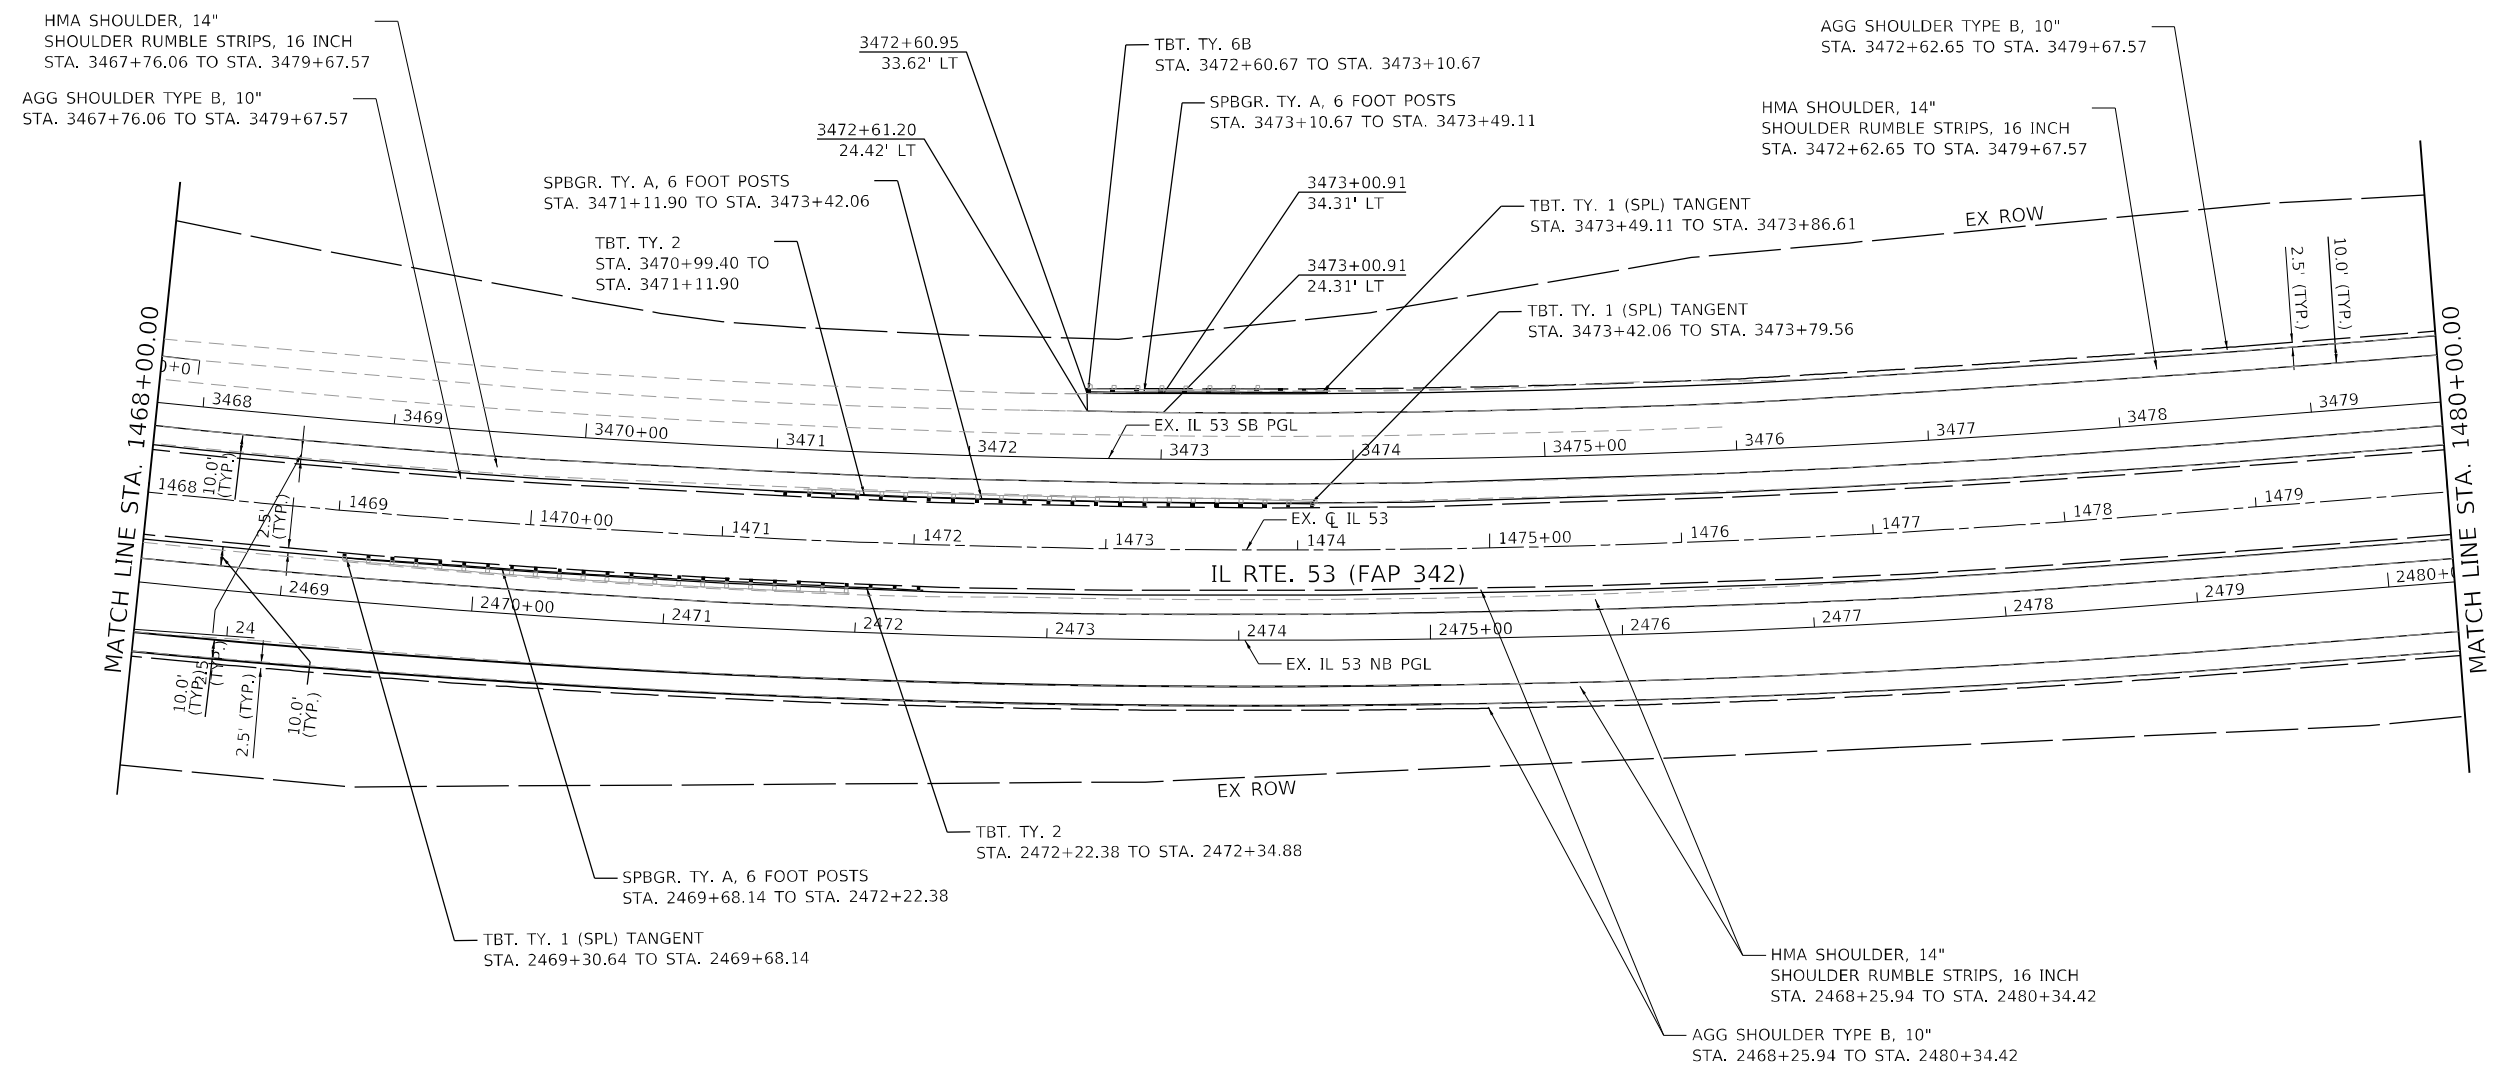 HMA SHOULDER, 14"
SHOULDER RUMBLE STRIPS, 16 INCH
STA. 3467+76.06 TO STA. 3479+67.57
AGG SHOULDER TYPE B, 10"
STA. 3467+76.06 TO STA. 3479+67.57
3472+60.95
33.62' LT
3472+61.20
24.42' LT
SPBGR. TY. A, 6 FOOT POSTS
STA. 3471+11.90 TO STA. 3473+42.06
TBT. TY. 2
STA. 3470+99.40 TO
STA. 3471+11.90
TBT. TY. 6B
STA. 3472+60.67 TO STA. 3473+10.67
SPBGR. TY. A, 6 FOOT POSTS
STA. 3473+10.67 TO STA. 3473+49.11
3473+00.91
34.31' LT
3473+00.91
24.31' LT
TBT. TY. 1 (SPL) TANGENT
STA. 3473+49.11 TO STA. 3473+86.61
TBT. TY. 1 (SPL) TANGENT
STA. 3473+42.06 TO STA. 3473+79.56
AGG SHOULDER TYPE B, 10"
STA. 3472+62.65 TO STA. 3479+67.57
HMA SHOULDER, 14"
SHOULDER RUMBLE STRIPS, 16 INCH
STA. 3472+62.65 TO STA. 3479+67.57
EX ROW
2.5' (TYP.)
10.0' (TYP.)
MATCH LINE STA. 1468+00.00
MATCH LINE STA. 1480+00.00
0+0
3468
3469
3470+00
3471
3472
3473
3474
3475+00
3476
3477
3478
3479
EX. IL 53 SB PGL
10.0'
(TYP.)
2.5'
(TYP.)
1468
1469
1470+00
1471
1472
1473
1474
1475+00
1476
1477
1478
1479
EX. ℄ IL 53
IL RTE. 53 (FAP 342)
24
2469
2470+00
2471
2472
2473
2474
2475+00
2476
2477
2478
2479
2480+
EX. IL 53 NB PGL
10.0'
(TYP.)
(TYP.)
2.5' (TYP.)
10.0'
(TYP.)
EX ROW
TBT. TY. 2
STA. 2472+22.38 TO STA. 2472+34.88
SPBGR. TY. A, 6 FOOT POSTS
STA. 2469+68.14 TO STA. 2472+22.38
TBT. TY. 1 (SPL) TANGENT
STA. 2469+30.64 TO STA. 2469+68.14
HMA SHOULDER, 14"
SHOULDER RUMBLE STRIPS, 16 INCH
STA. 2468+25.94 TO STA. 2480+34.42
AGG SHOULDER TYPE B, 10"
STA. 2468+25.94 TO STA. 2480+34.42